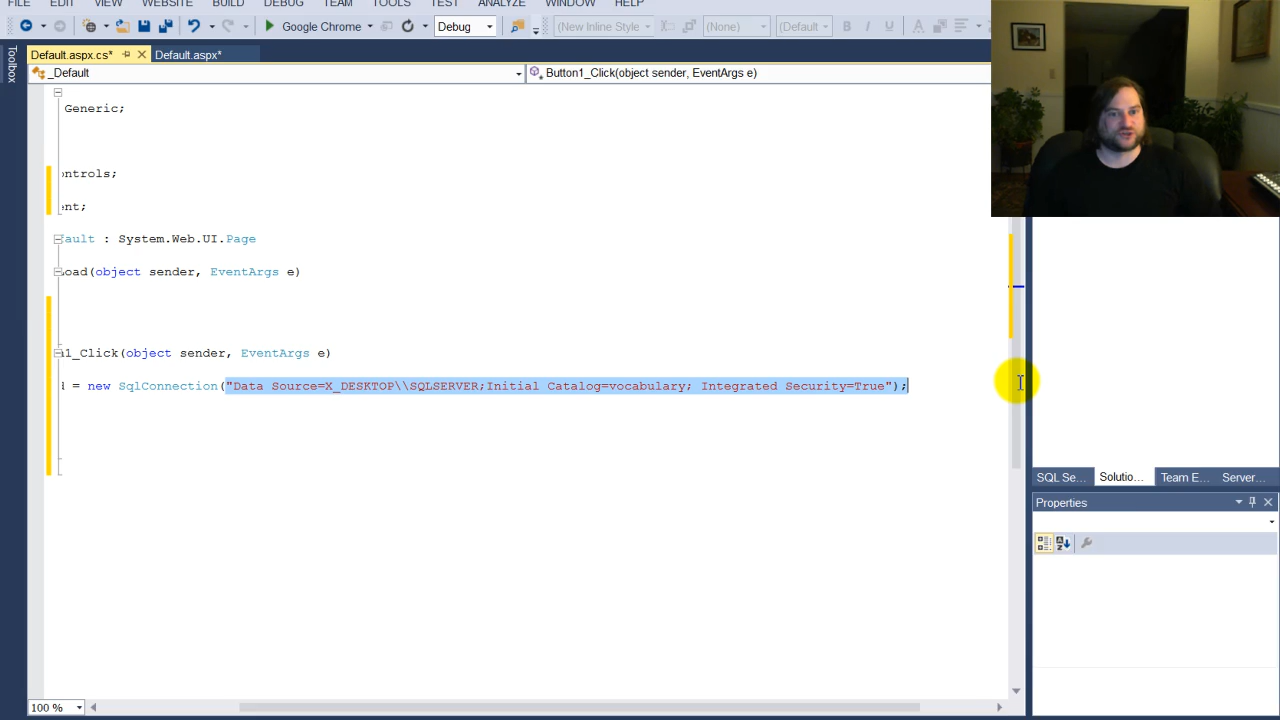 FILE EDIT VIEW WEBSITE BUILD DEBUG TEAM TOOLS TEST ANALYZE WINDOW HELP
Google Chrome Debug (New Inline Style (None) (Default B I U
Toolbox
Default.aspx.cs* Default.aspx*
_Default Button1_Click(object sender, EventArgs e)
Generic;
ontrols;
ent;
fault : System.Web.UI.Page
oad(object sender, EventArgs e)
n1_Click(object sender, EventArgs e)
= new SqlConnection("Data Source=X_DESKTOP\\SQLSERVER;Initial Catalog=vocabulary; Integrated Security=True");
SQL Se... Solutio... Team E... Server...
Properties
100 %